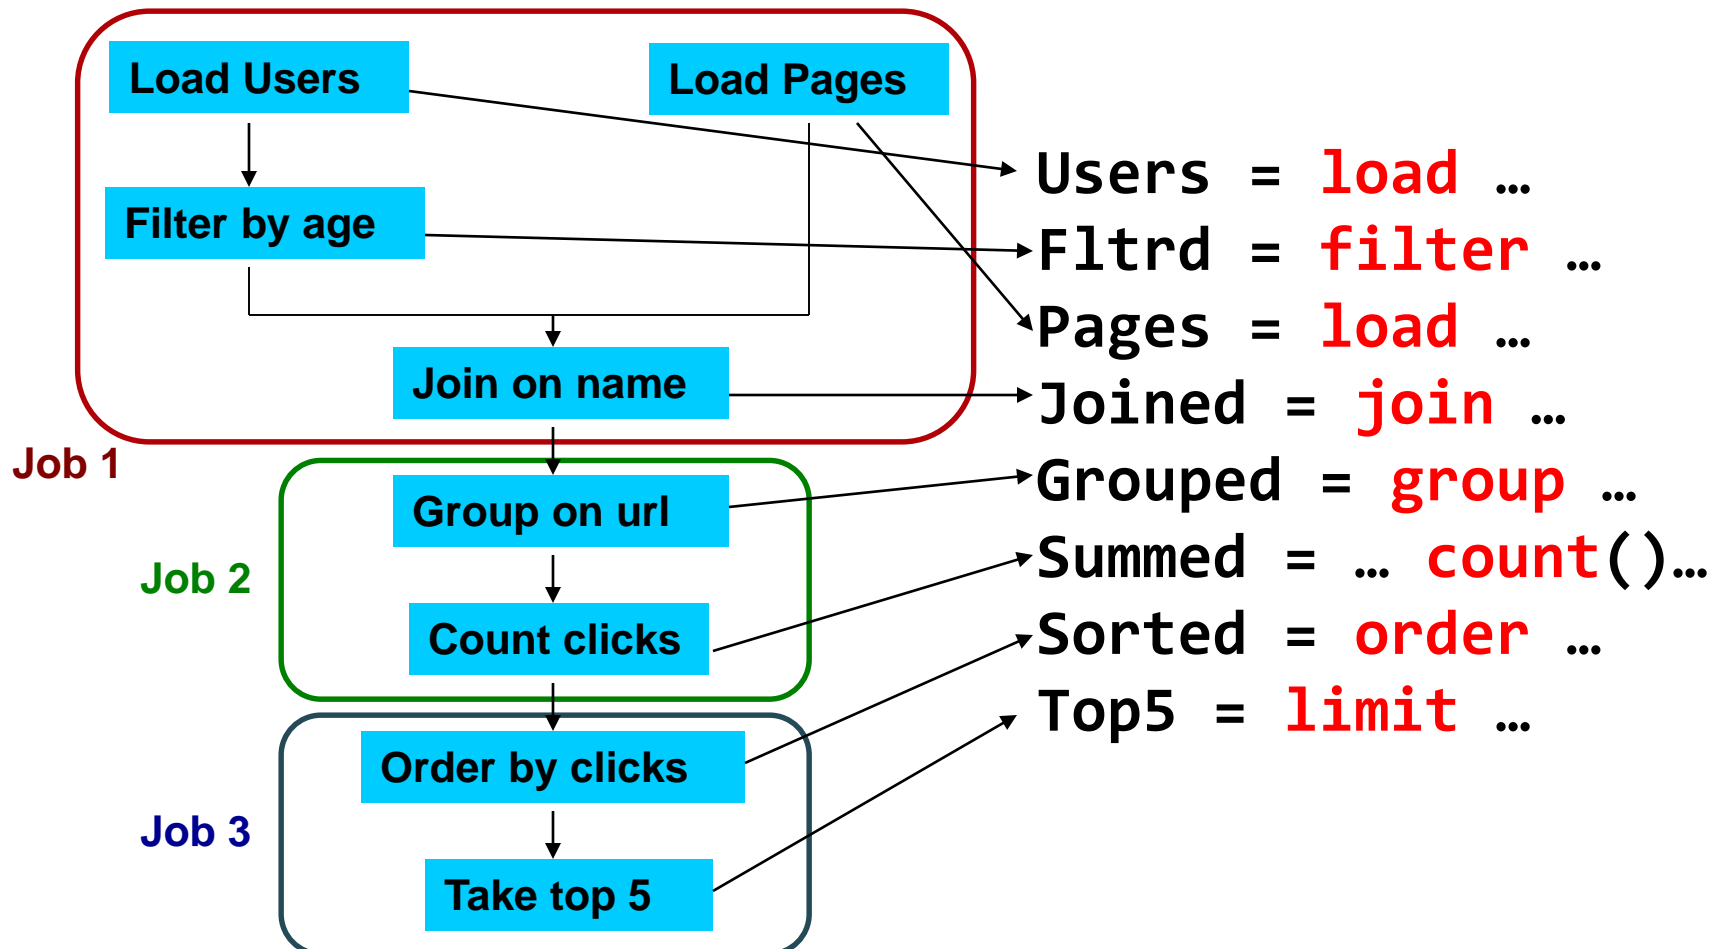 Load Users
Load Pages
Filter by age
Join on name
Job 1
Group on url
Job 2
Count clicks
Order by clicks
Job 3
Take top 5
Users = load …
Fltrd = filter …
Pages = load …
Joined = join …
Grouped = group …
Summed = … count()…
Sorted = order …
Top5 = limit …